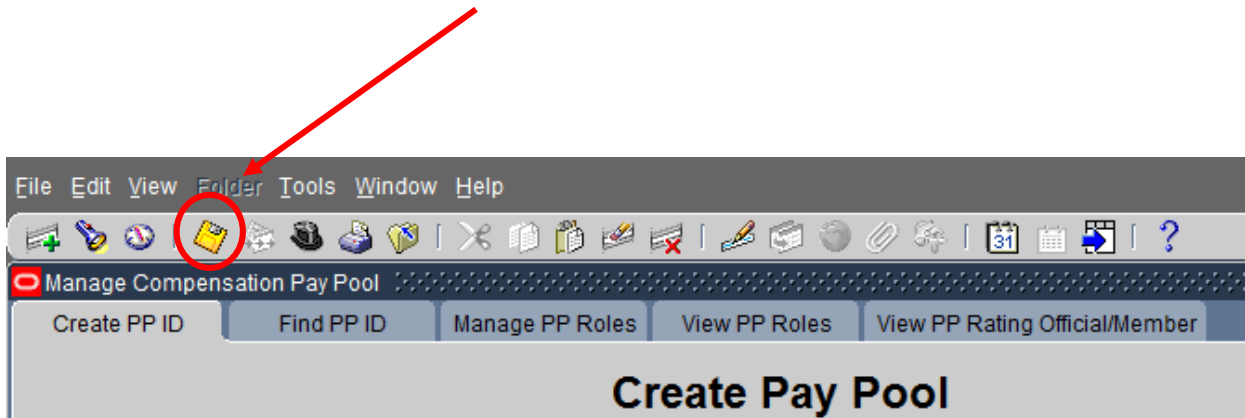 File Edit View Folder Tools Window Help
31
?
Manage Compensation Pay Pool
Create PP ID Find PP ID Manage PP Roles View PP Roles View PP Rating Official/Member
Create Pay Pool